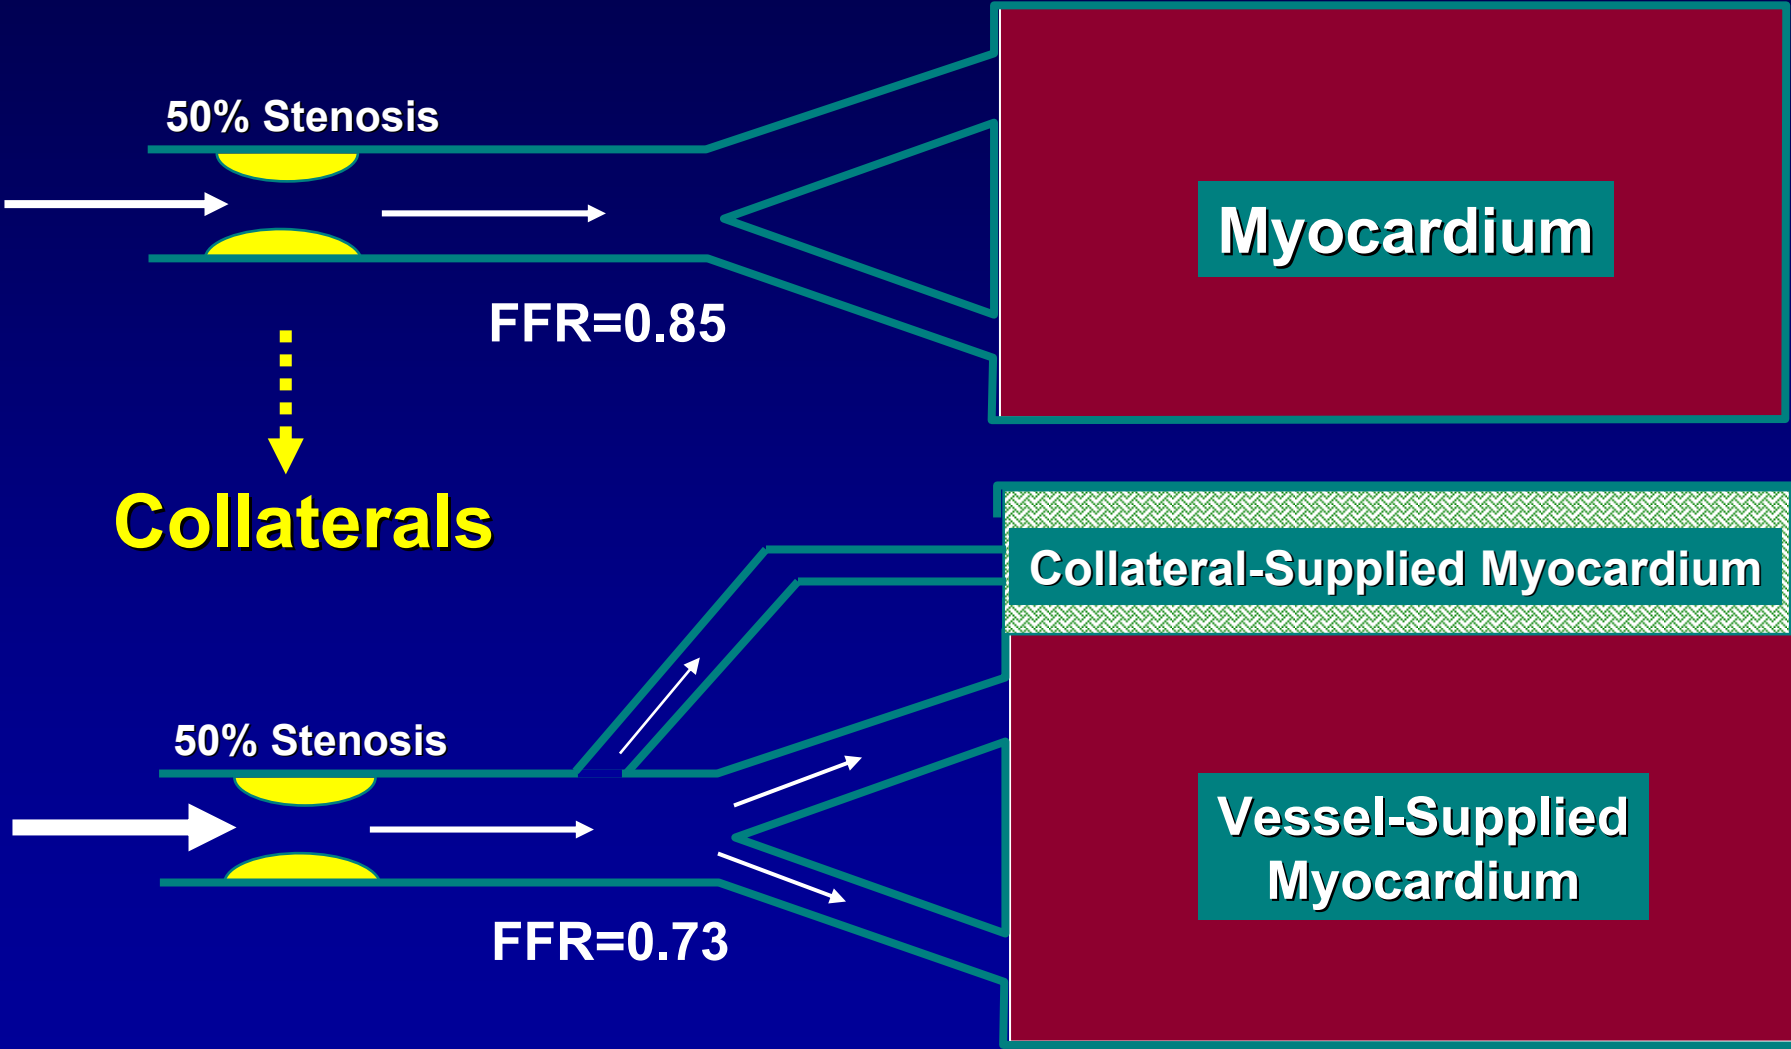 50% Stenosis
Myocardium
FFR=0.85
Collaterals
Collateral-Supplied Myocardium
50% Stenosis
Vessel-Supplied
Myocardium
FFR=0.73